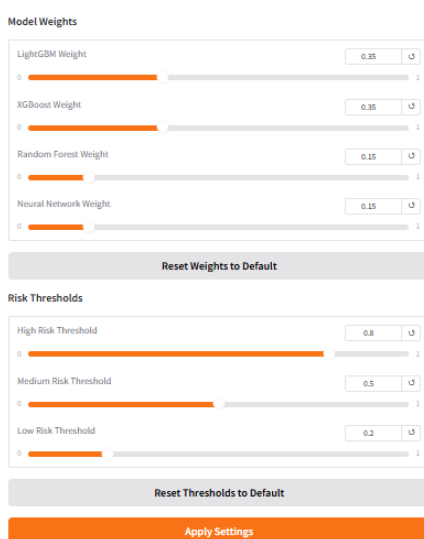 Model Weights
LightGBM Weight
0.35
0 1
XGBoost Weight
0.35
0 1
Random Forest Weight
0.15
0 1
Neural Network Weight
0.15
0 1
Reset Weights to Default
Risk Thresholds
High Risk Threshold
0.8
0 1
Medium Risk Threshold
0.5
0 1
Low Risk Threshold
0.2
0 1
Reset Thresholds to Default
Apply Settings